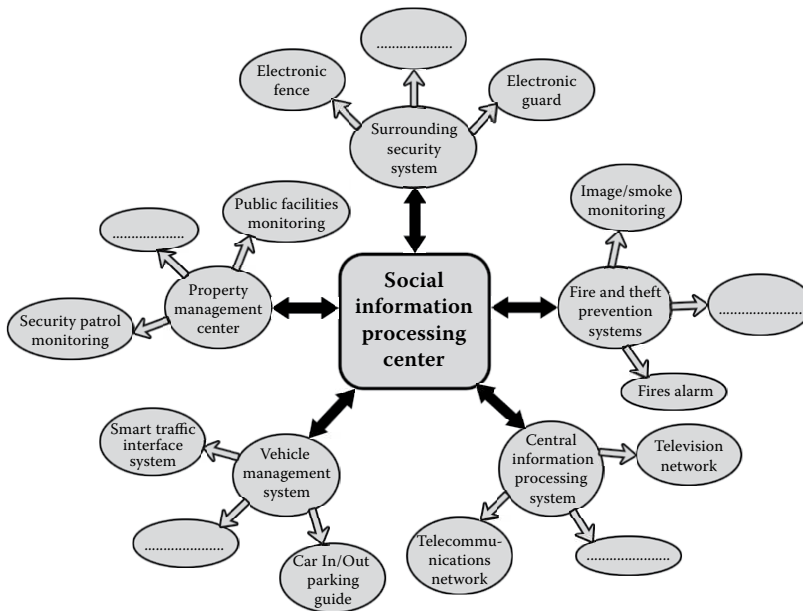 .....................
Electronic
fence
Electronic
guard
Surrounding
security
system
Image/smoke
monitoring
Public facilities
monitoring
.....................
Property
management
center
Security patrol
monitoring
Social
information
processing
center
Fire and theft
prevention
systems
.....................
Fires alarm
Smart traffic
interface
system
Vehicle
management
system
.....................
Car In/Out
parking
guide
Central
information
processing
system
Television
network
Telecommu-
nications
network
.....................